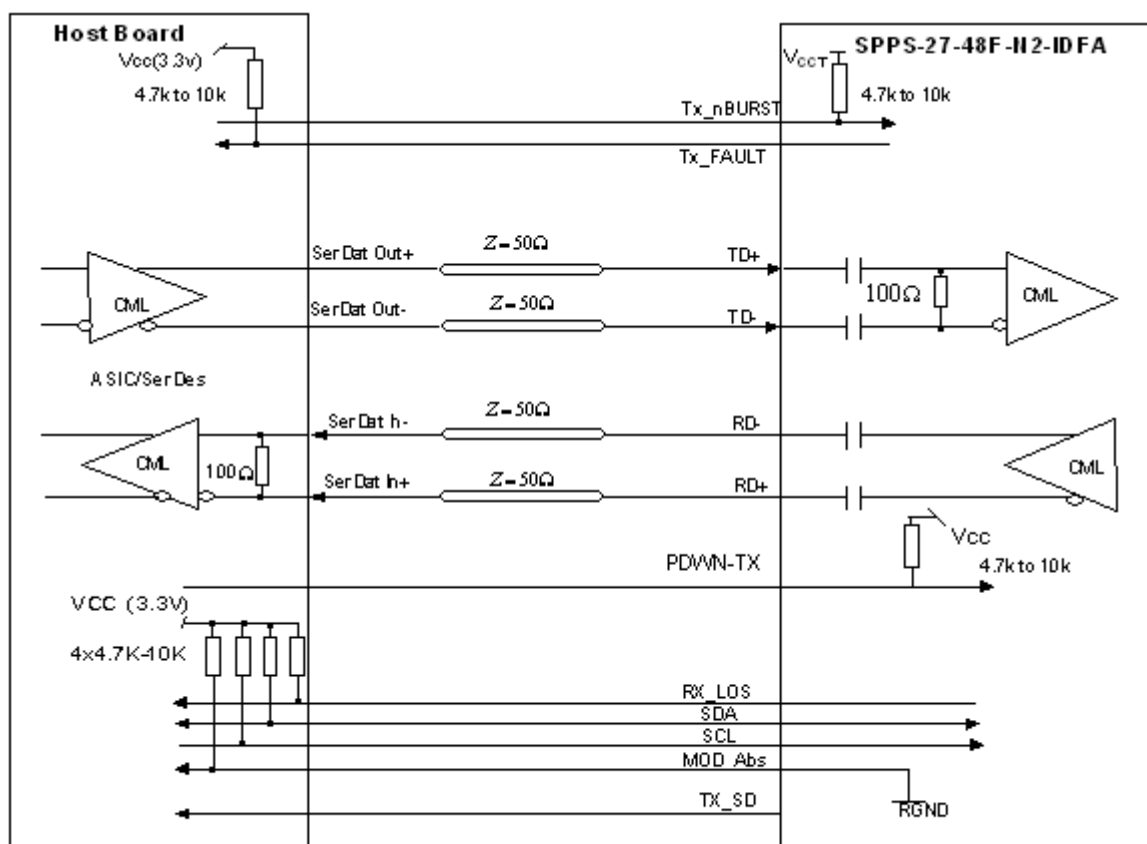 Host Board
SPPS-27-48F-N2-IDFA
Vcc(3.3v)
VCCT
4.7k to 10k
4.7k to 10k
Tx_nBURST
Tx_FAULT
SerDat Out+
Z=50Ω
TD+
CML
100Ω
CML
SerDat Out-
Z=50Ω
TD-
ASIC/SerDes
SerDat In-
Z=50Ω
RD-
CML
100Ω
CML
SerDat In+
Z=50Ω
RD+
Vcc
PDWN-TX
4.7k to 10k
VCC (3.3V)
4x4.7K-10K
RX_LOS
SDA
SCL
MOD_Abs
TX_SD
RGND